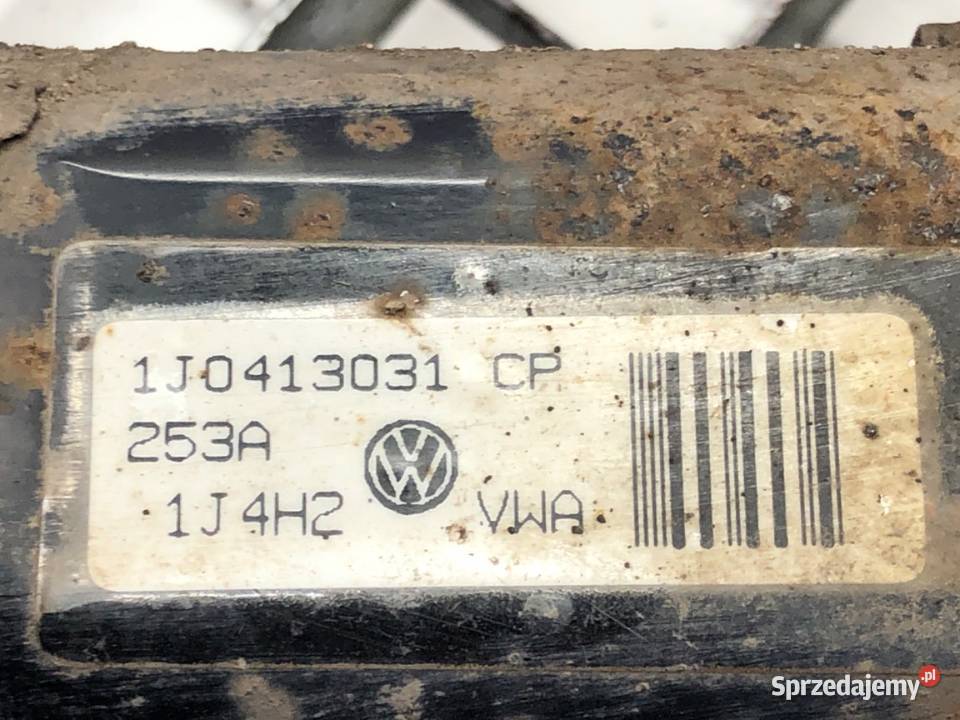 1J0413031 CP
253A
1J4H2 VWA
Sprzedajemy.pl